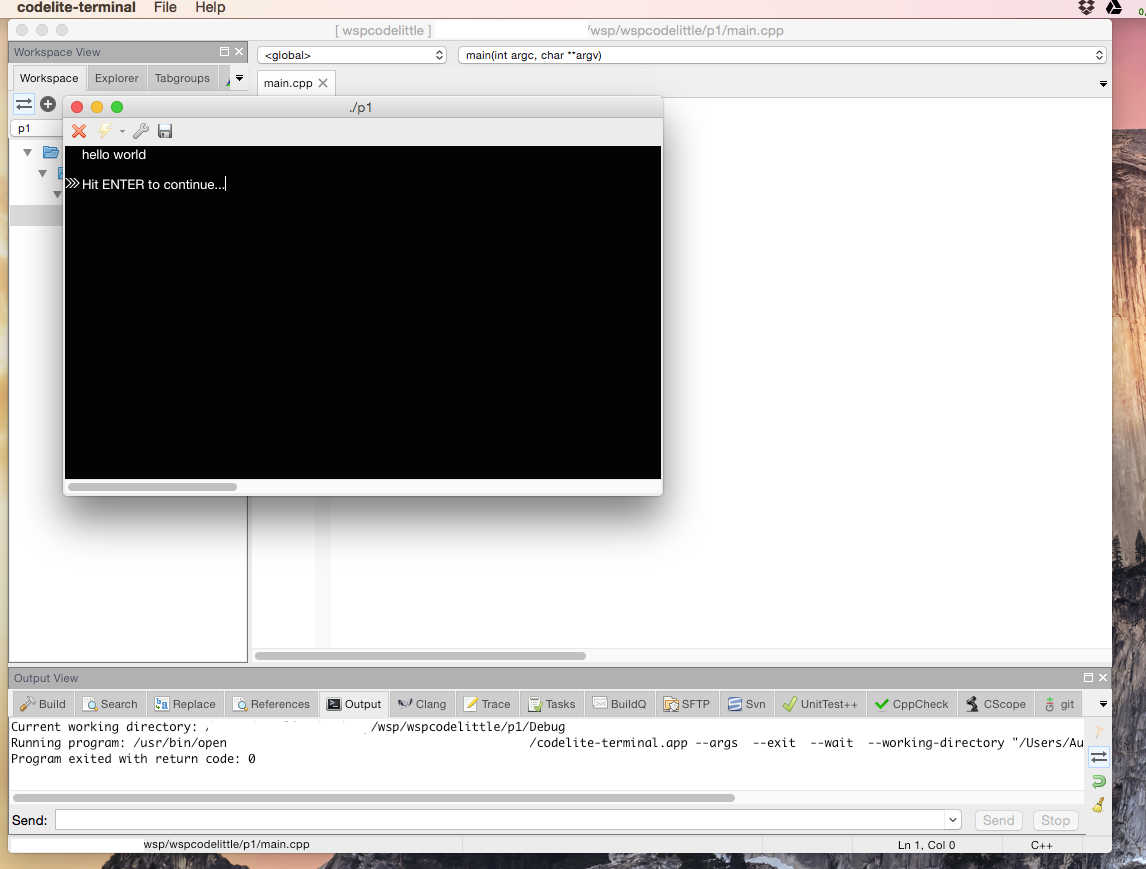 codelite-terminal File Help
[ wspcodelittle ] /wsp/wspcodelittle/p1/main.cpp
Workspace View
<global>
main(int argc, char **argv)
Workspace Explorer Tabgroups
main.cpp
p1
./p1
hello world
Hit ENTER to continue...
Output View
Build Search Replace References Output Clang Trace Tasks BuildQ SFTP Svn UnitTest++ CppCheck CScope git
Current working directory: /wsp/wspcodelittle/p1/Debug
Running program: /usr/bin/open /codelite-terminal.app --args --exit --wait --working-directory "/Users/Au
Program exited with return code: 0
Send: Send Stop
wsp/wspcodelittle/p1/main.cpp Ln 1, Col 0 C++